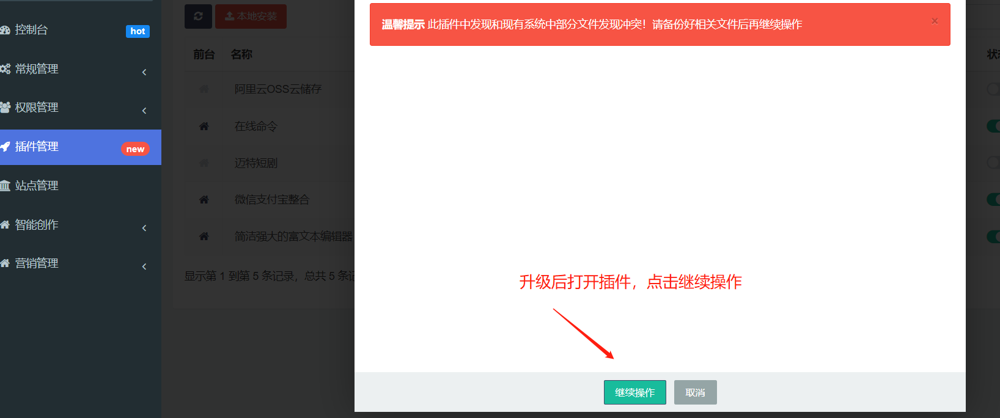 控制台 hot
常规管理
权限管理
插件管理 new
站点管理
智能创作
营销管理
本地安装
前台 名称
阿里云OSS云储存
在线命令
迈特短剧
微信支付宝整合
简洁强大的富文本编辑器
显示第 1 到第 5 条记录，总共 5 条记
温馨提示 此插件中发现和现有系统中部分文件发现冲突！请备份好相关文件后再继续操作 ×
升级后打开插件，点击继续操作
继续操作 取消